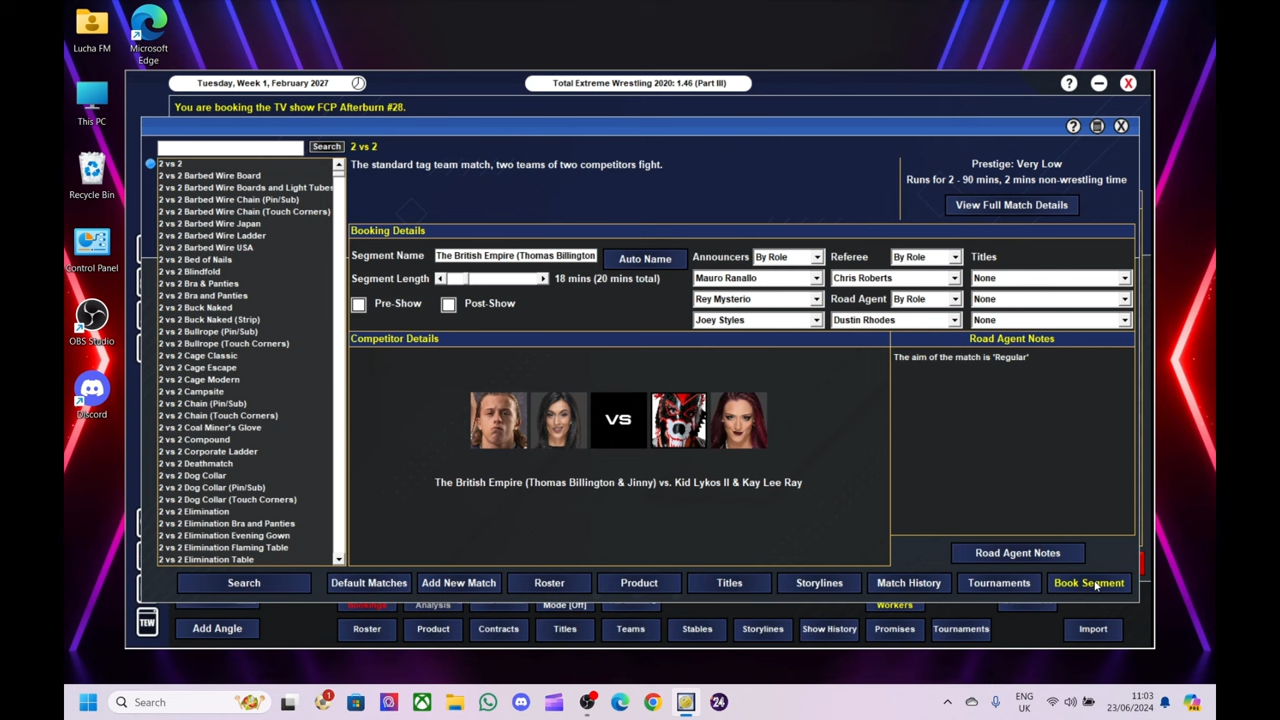 Lucha FM
Microsoft
Edge
This PC
Recycle Bin
Control Panel
OBS Studio
Discord
Tuesday, Week 1, February 2027
Total Extreme Wrestling 2020: 1.46 (Part III)
?
X
You are booking the TV show FCP Afterburn #28.
?
X
Search
2 vs 2
2 vs 2
2 vs 2 Barbed Wire Board
2 vs 2 Barbed Wire Boards and Light Tubes
2 vs 2 Barbed Wire Chain (Pin/Sub)
2 vs 2 Barbed Wire Chain (Touch Corners)
2 vs 2 Barbed Wire Japan
2 vs 2 Barbed Wire Ladder
2 vs 2 Barbed Wire USA
2 vs 2 Bed of Nails
2 vs 2 Blindfold
2 vs 2 Bra & Panties
2 vs 2 Bra and Panties
2 vs 2 Buck Naked
2 vs 2 Buck Naked (Strip)
2 vs 2 Bullrope (Pin/Sub)
2 vs 2 Bullrope (Touch Corners)
2 vs 2 Cage Classic
2 vs 2 Cage Escape
2 vs 2 Cage Modern
2 vs 2 Campsite
2 vs 2 Chain (Pin/Sub)
2 vs 2 Chain (Touch Corners)
2 vs 2 Coal Miner's Glove
2 vs 2 Compound
2 vs 2 Corporate Ladder
2 vs 2 Deathmatch
2 vs 2 Dog Collar
2 vs 2 Dog Collar (Pin/Sub)
2 vs 2 Dog Collar (Touch Corners)
2 vs 2 Elimination
2 vs 2 Elimination Bra and Panties
2 vs 2 Elimination Evening Gown
2 vs 2 Elimination Flaming Table
2 vs 2 Elimination Table
The standard tag team match, two teams of two competitors fight.
Prestige: Very Low
Runs for 2 - 90 mins, 2 mins non-wrestling time
View Full Match Details
Booking Details
Segment Name The British Empire (Thomas Billington Auto Name
Segment Length 18 mins (20 mins total)
Pre-Show Post-Show
Announcers By Role
Mauro Ranallo
Rey Mysterio
Joey Styles
Referee By Role
Chris Roberts
Road Agent By Role
Dustin Rhodes
Titles
None
None
None
Competitor Details
VS
The British Empire (Thomas Billington & Jinny) vs. Kid Lykos II & Kay Lee Ray
Road Agent Notes
The aim of the match is 'Regular'
Road Agent Notes
Search Default Matches Add New Match Roster Product Titles Storylines Match History Tournaments Book Segment
Bookings Analysis Mode [Off] Workers
TEW
Add Angle Roster Product Contracts Titles Teams Stables Storylines Show History Promises Tournaments Import
Search
1
24
ENG
UK
11:03
23/06/2024
PRE